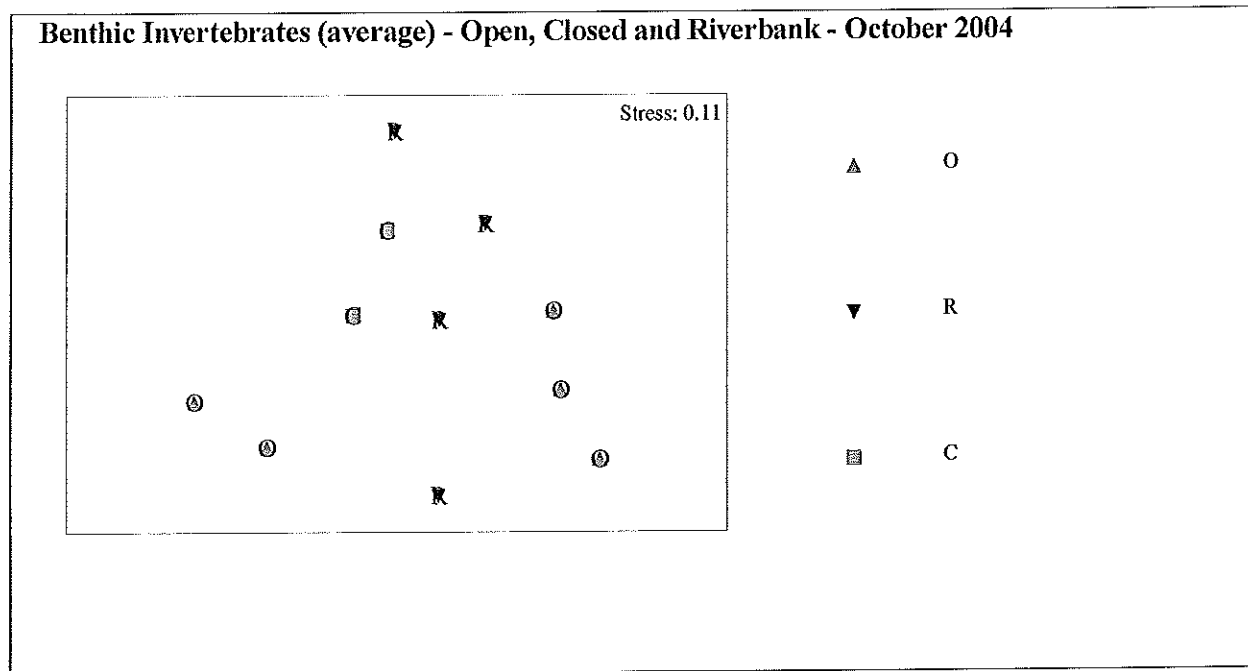 Benthic Invertebrates (average) - Open, Closed and Riverbank - October 2004
Stress: 0.11
R
C
R
C
R
O
O
O
O
O
R
O
R
C